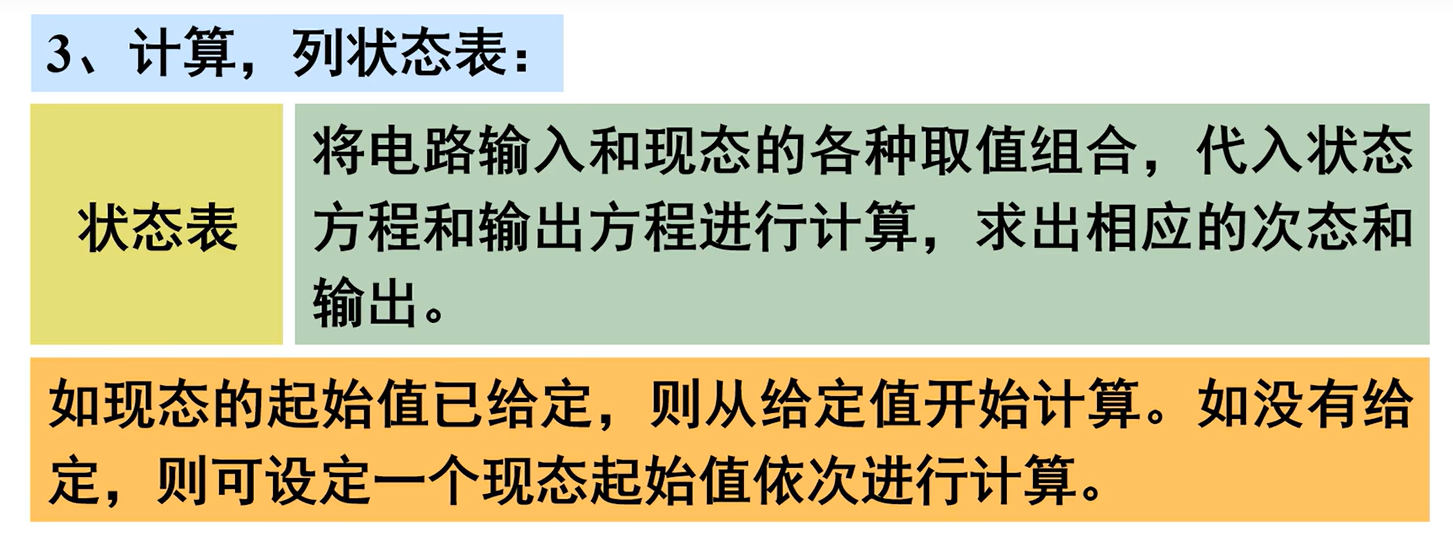 3、计算，列状态表：
状态表
将电路输入和现态的各种取值组合，代入状态
方程和输出方程进行计算，求出相应的次态和
输出。
如现态的起始值已给定，则从给定值开始计算。如没有给
定，则可设定一个现态起始值依次进行计算。